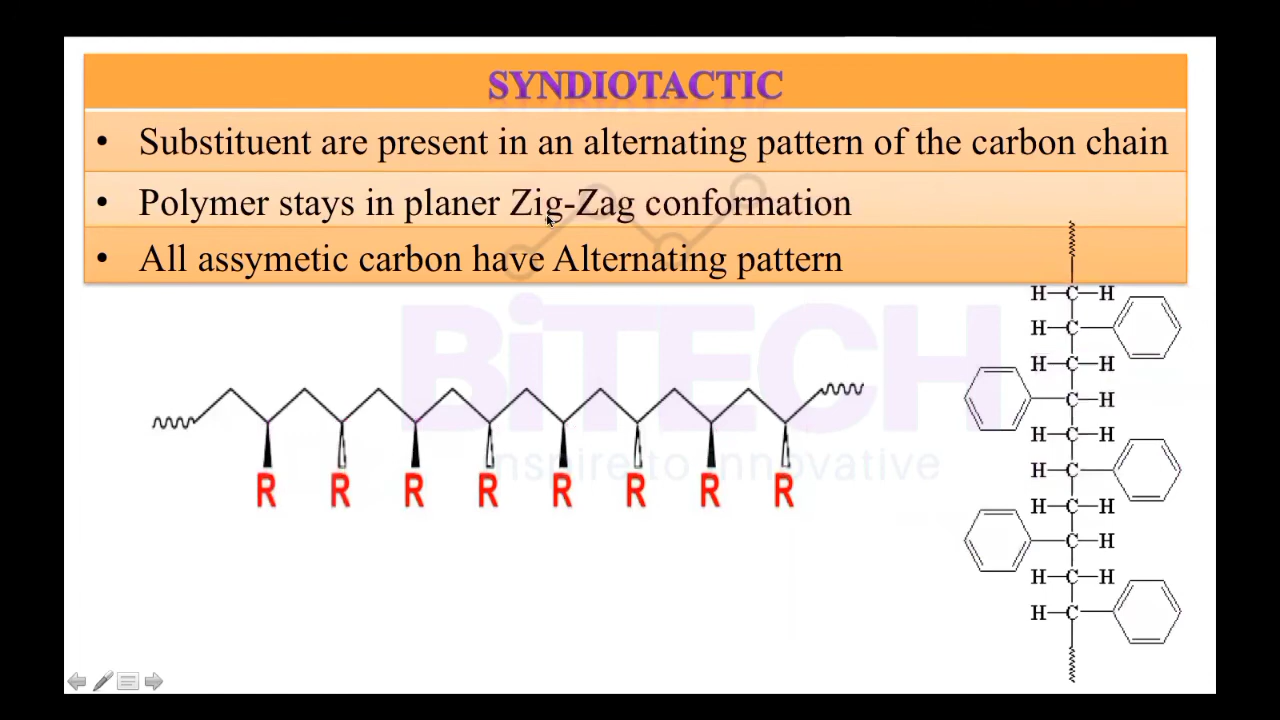 SYNDIOTACTIC
• Substituent are present in an alternating pattern of the carbon chain
• Polymer stays in planer Zig-Zag conformation
• All assymetic carbon have Alternating pattern
BiTECH
Inspire to innovative
R R R R R R R R
H-C-H
H-C
H-C-H
C-H
H-C-H
H-C
H-C-H
C-H
H-C-H
H-C